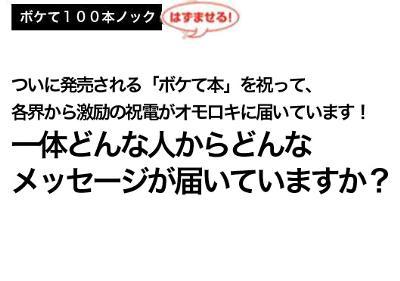 ボケて１００本ノック
はずませる！
ついに発売される「ボケて本」を祝って、
各界から激励の祝電がオモロキに届いています！
一体どんな人からどんな
メッセージが届いていますか？